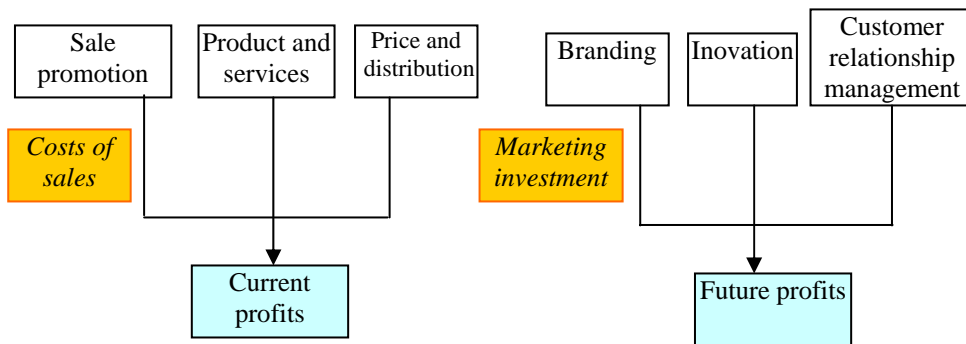 Sale
promotion
Product and
services
Price and
distribution
Branding
Inovation
Customer
relationship
management
Costs of
sales
Marketing
investment
Current
profits
Future profits